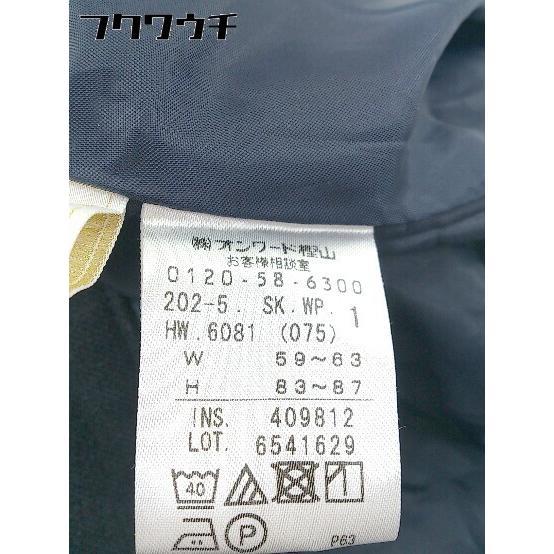 フクワウチ
㈱オンワード樫山
お客様相談室
0120-58-6300
202-5. SK.WP. 1
HW.6081 (075)
W 59~63
H 83~87
INS. 409812
LOT. 6541629
40 1
P P63